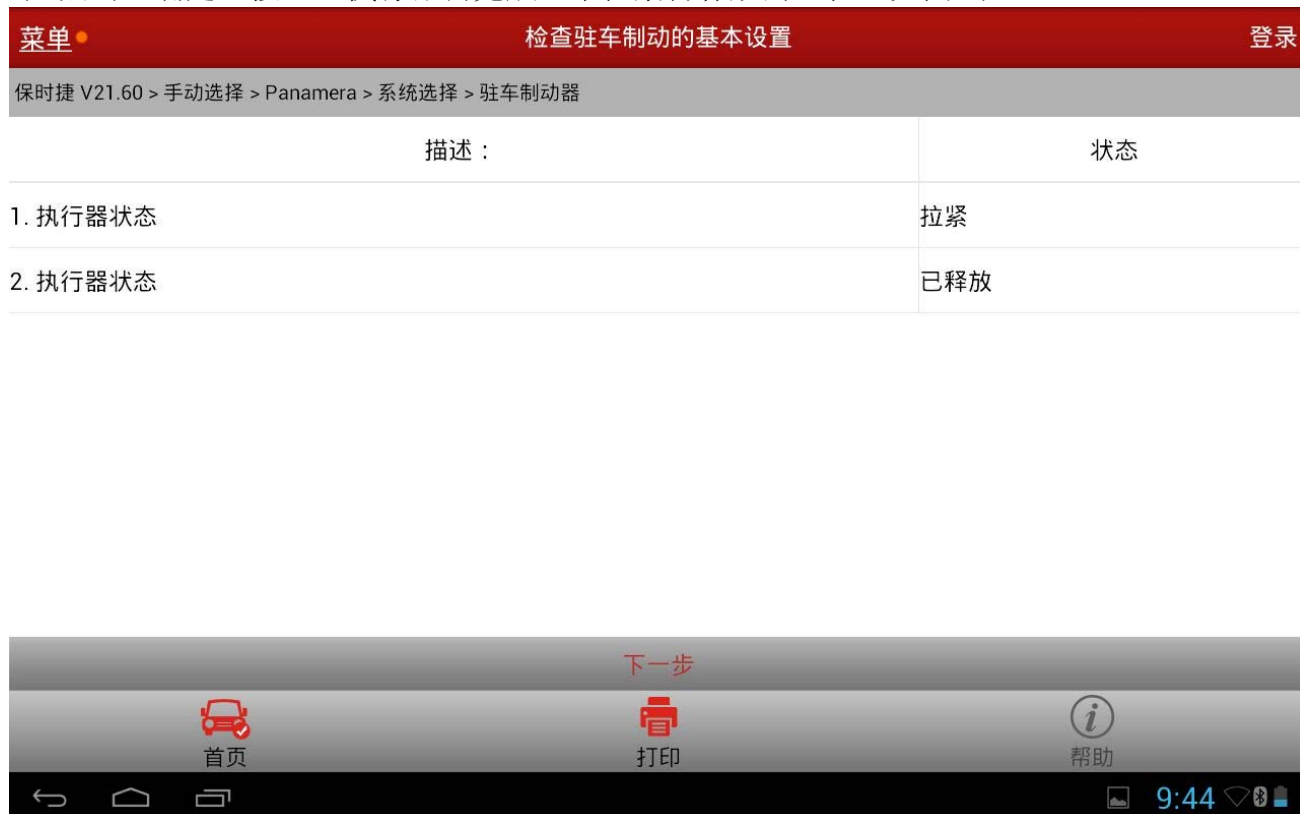 菜单 检查驻车制动的基本设置 登录
保时捷 V21.60 > 手动选择 > Panamera > 系统选择 > 驻车制动器
描述： 状态
1. 执行器状态 拉紧
2. 执行器状态 已释放
下一步
首页 打印 帮助
9:44